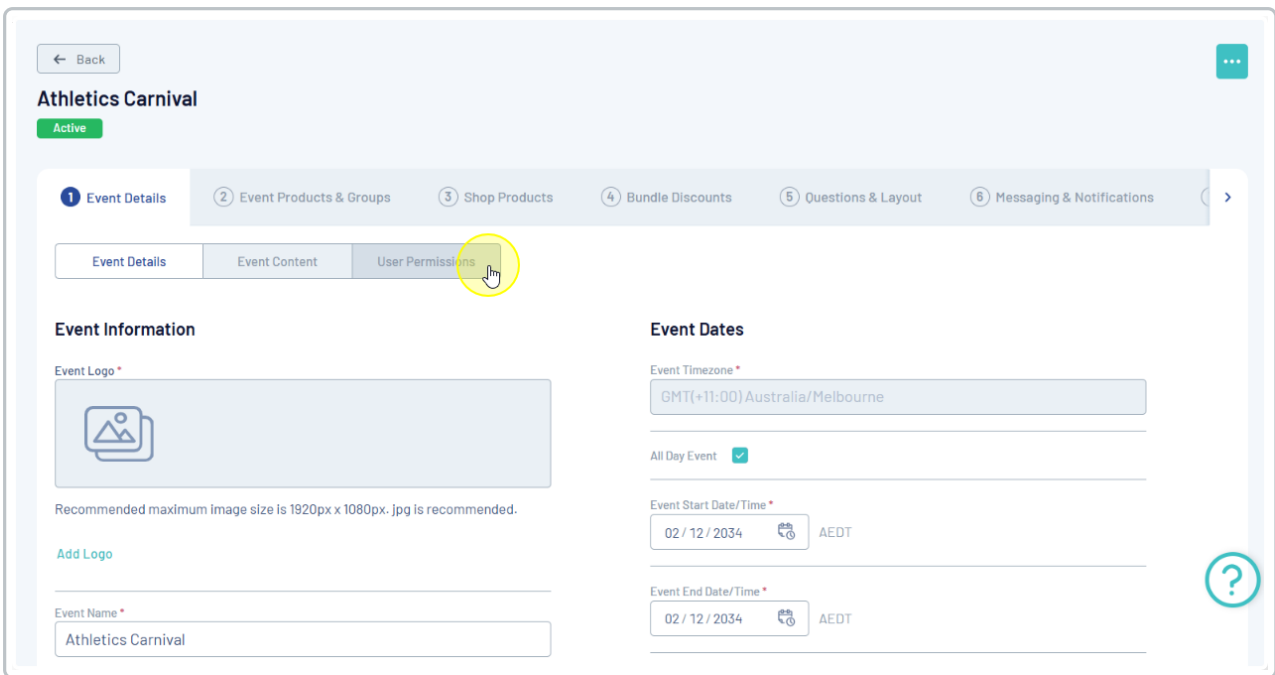 ← Back
...
Athletics Carnival
Active
1 Event Details
2 Event Products & Groups
3 Shop Products
4 Bundle Discounts
5 Questions & Layout
6 Messaging & Notifications
Event Details
Event Content
User Permissions
Event Information
Event Logo *
Recommended maximum image size is 1920px x 1080px. jpg is recommended.
Add Logo
Event Name *
Athletics Carnival
Event Dates
Event Timezone *
GMT(+11:00) Australia/Melbourne
All Day Event
Event Start Date/Time *
02 / 12 / 2034
AEDT
Event End Date/Time *
02 / 12 / 2034
AEDT
?